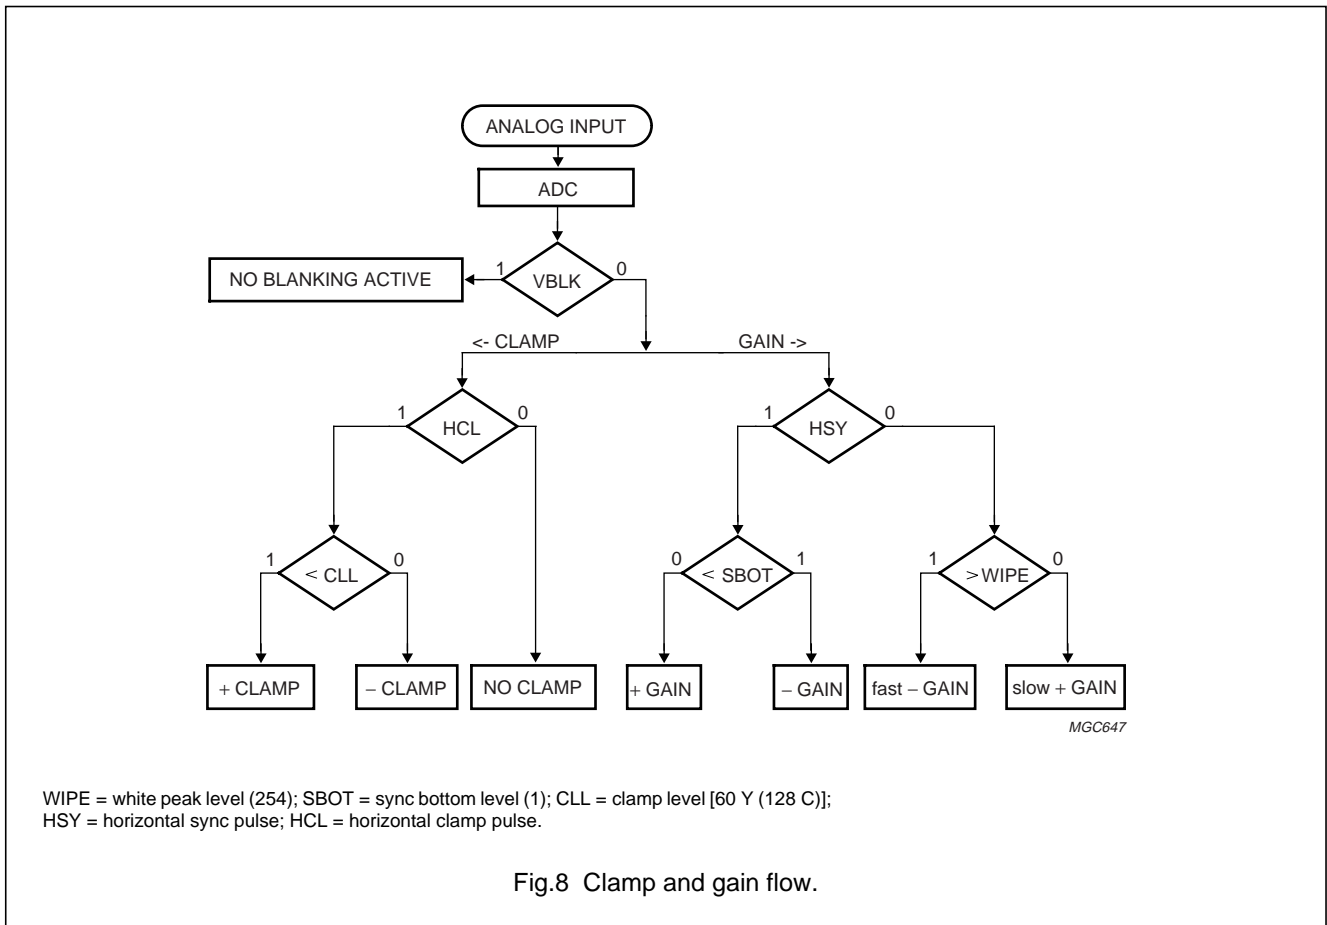 ANALOG INPUT
ADC
NO BLANKING ACTIVE
1
VBLK
0
<- CLAMP
GAIN ->
1
HCL
0
1
HSY
0
1
< CLL
0
0
< SBOT
1
1
> WIPE
0
+ CLAMP
− CLAMP
NO CLAMP
+ GAIN
− GAIN
fast − GAIN
slow + GAIN
MGC647
WIPE = white peak level (254); SBOT = sync bottom level (1); CLL = clamp level [60 Y (128 C)];
HSY = horizontal sync pulse; HCL = horizontal clamp pulse.
Fig.8 Clamp and gain flow.